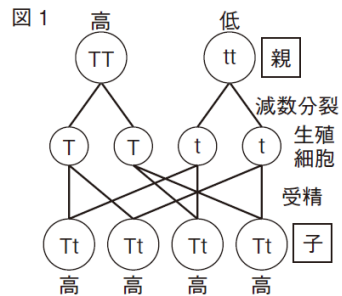 図1
高 低
TT tt 親
減数分裂
T T t t 生殖
細胞
受精
Tt Tt Tt Tt 子
高 高 高 高